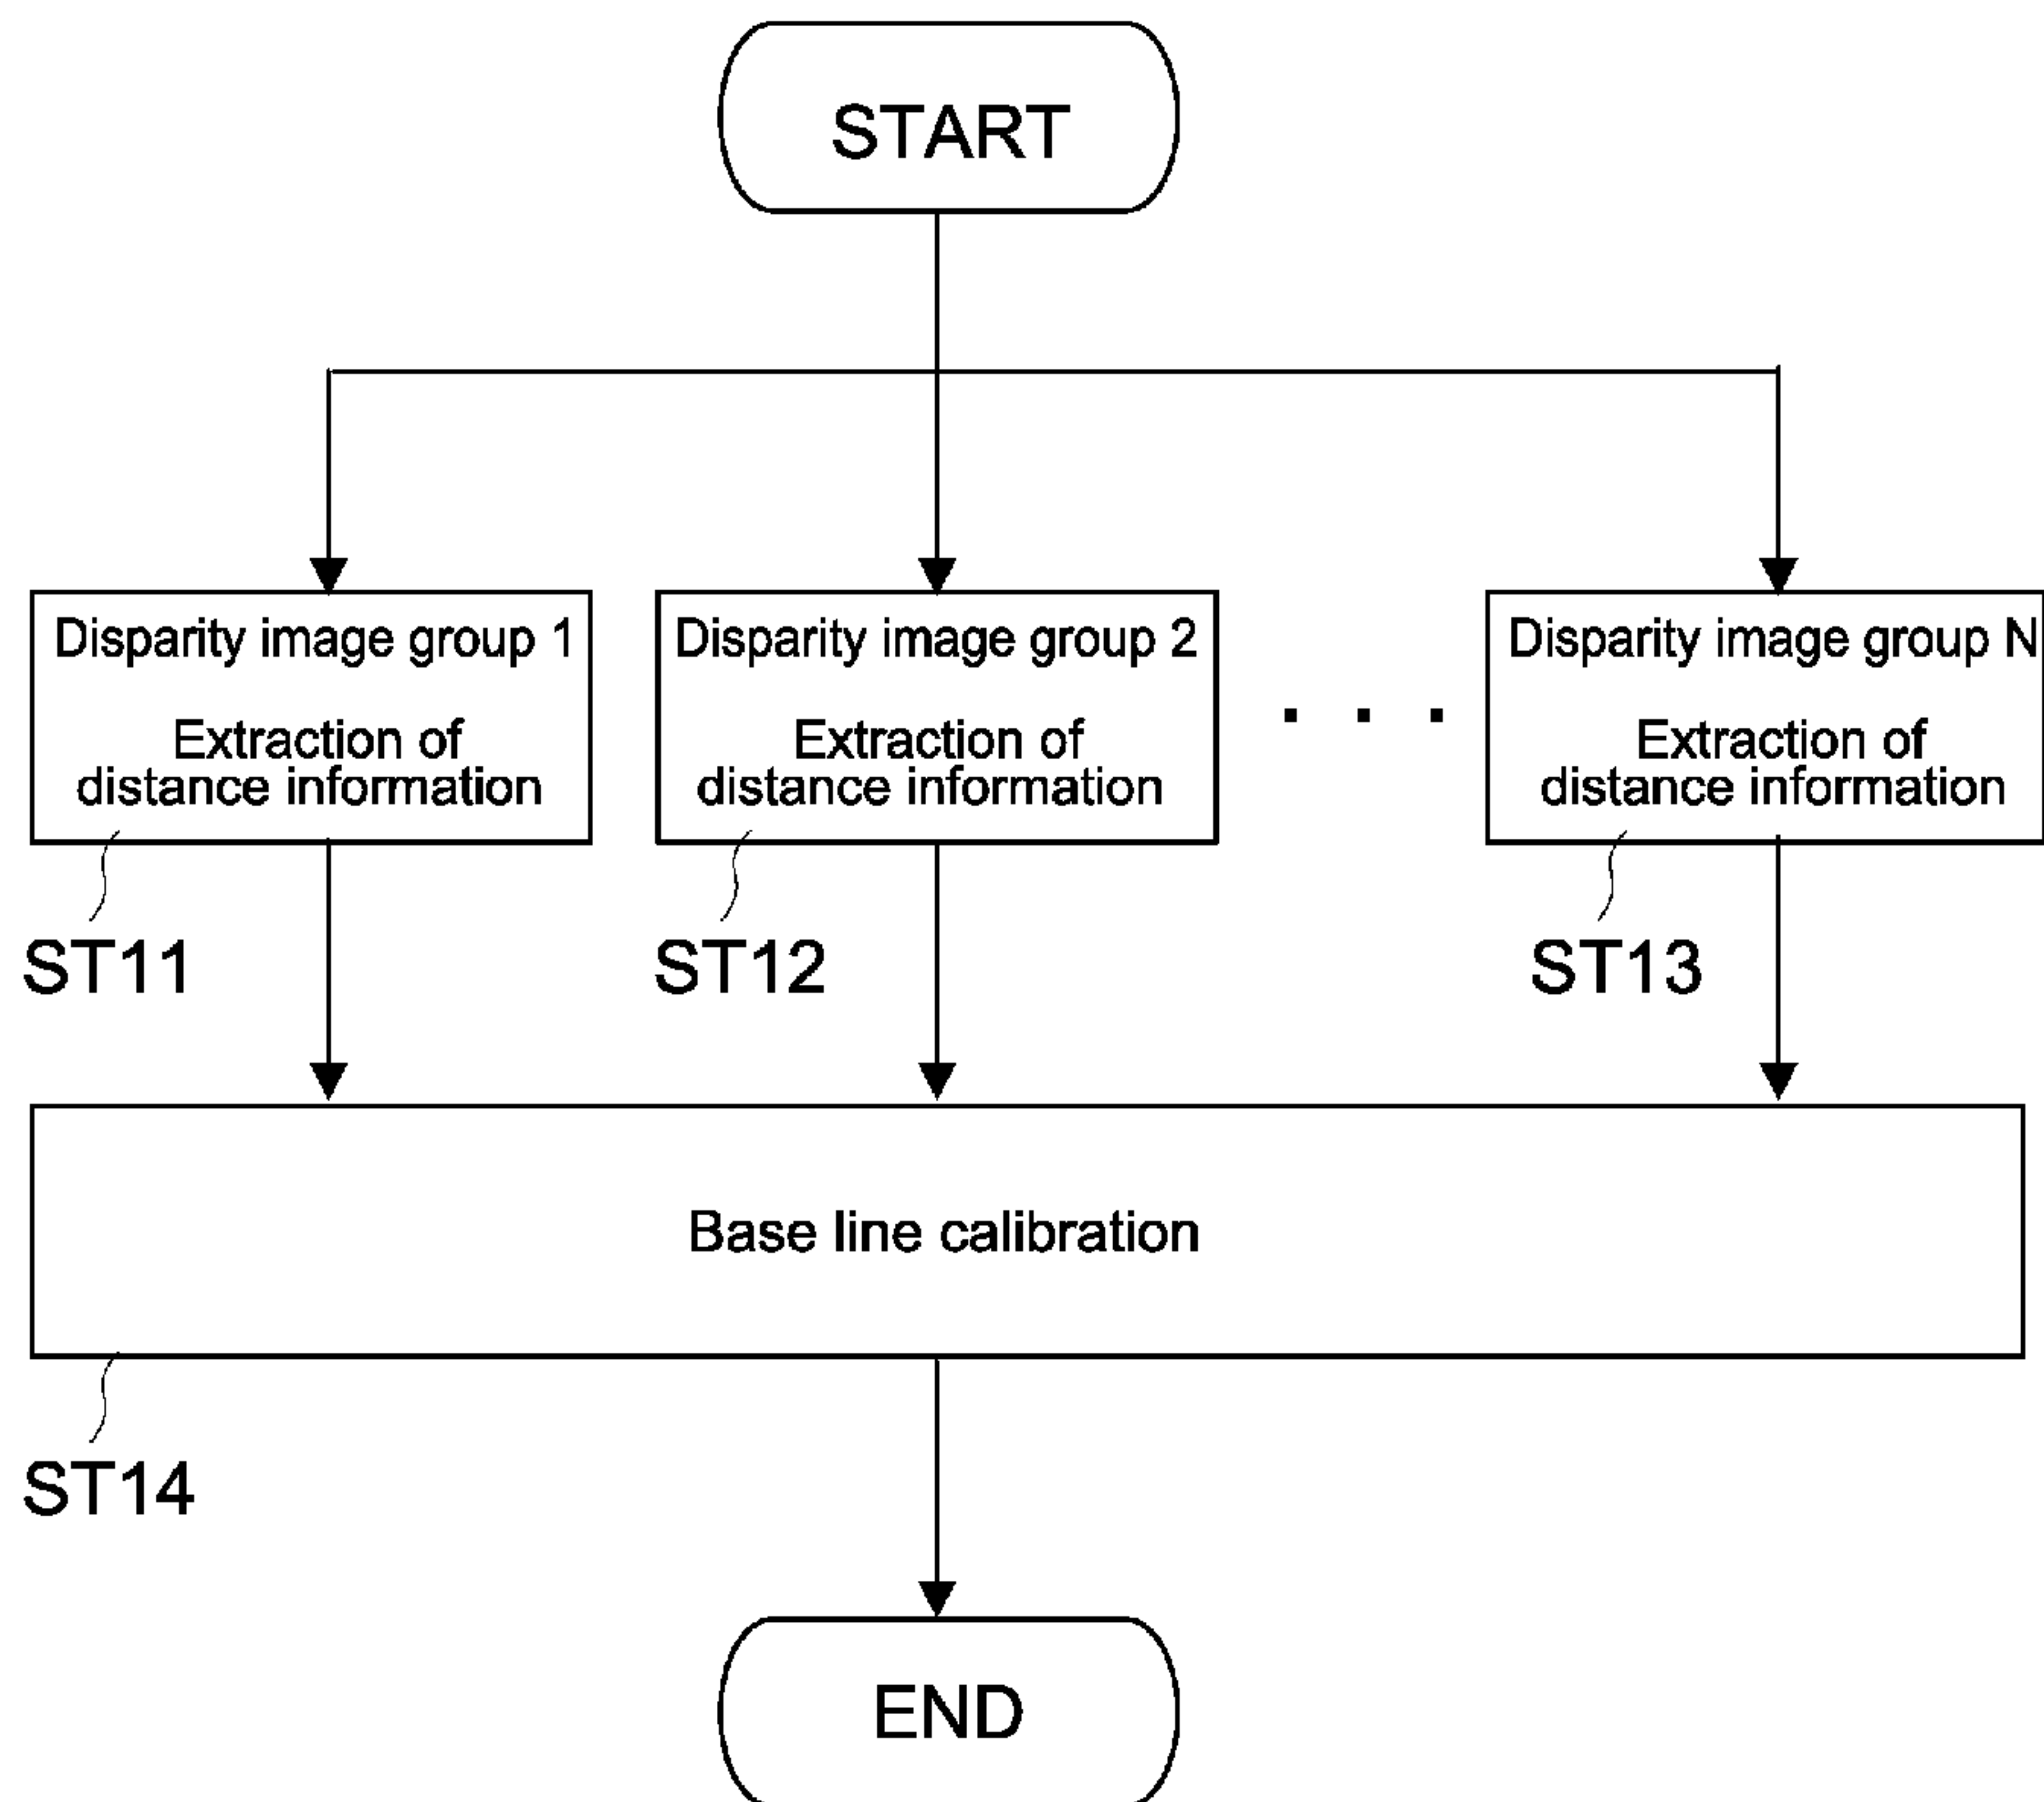 START
Disparity image group 1
Extraction of
distance information
ST11
Disparity image group 2
Extraction of
distance information
ST12
. . .
Disparity image group N
Extraction of
distance information
ST13
Base line calibration
ST14
END